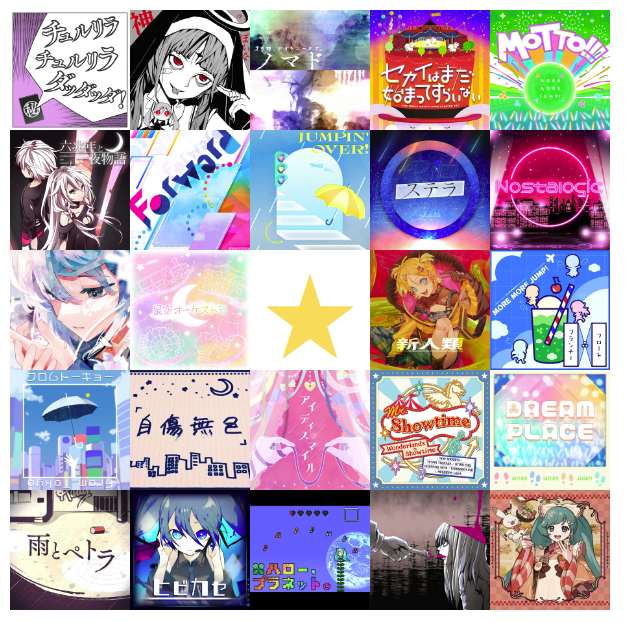 チュルリラ
チュルリラ
ダッダッダ!
神
ノマド
セカイはまだ
始まってすらいない
MOTTO!!!
MORE
MORE
JUMP!
六兆年と
一夜物語
Forward
JUMPIN'
OVER!
ステラ
Nostalogic
星空オーケストラ
新人類
MORE MORE JUMP!
フロート
プランナー
フロムトーキョー
From Tokyo
自傷無色
アイディスマイル
Mr.
Showtime
Wonderlands
Showtime
DREAM
PLACE
雨とペトラ
ヒビカセ
ハロー、
プラネット。